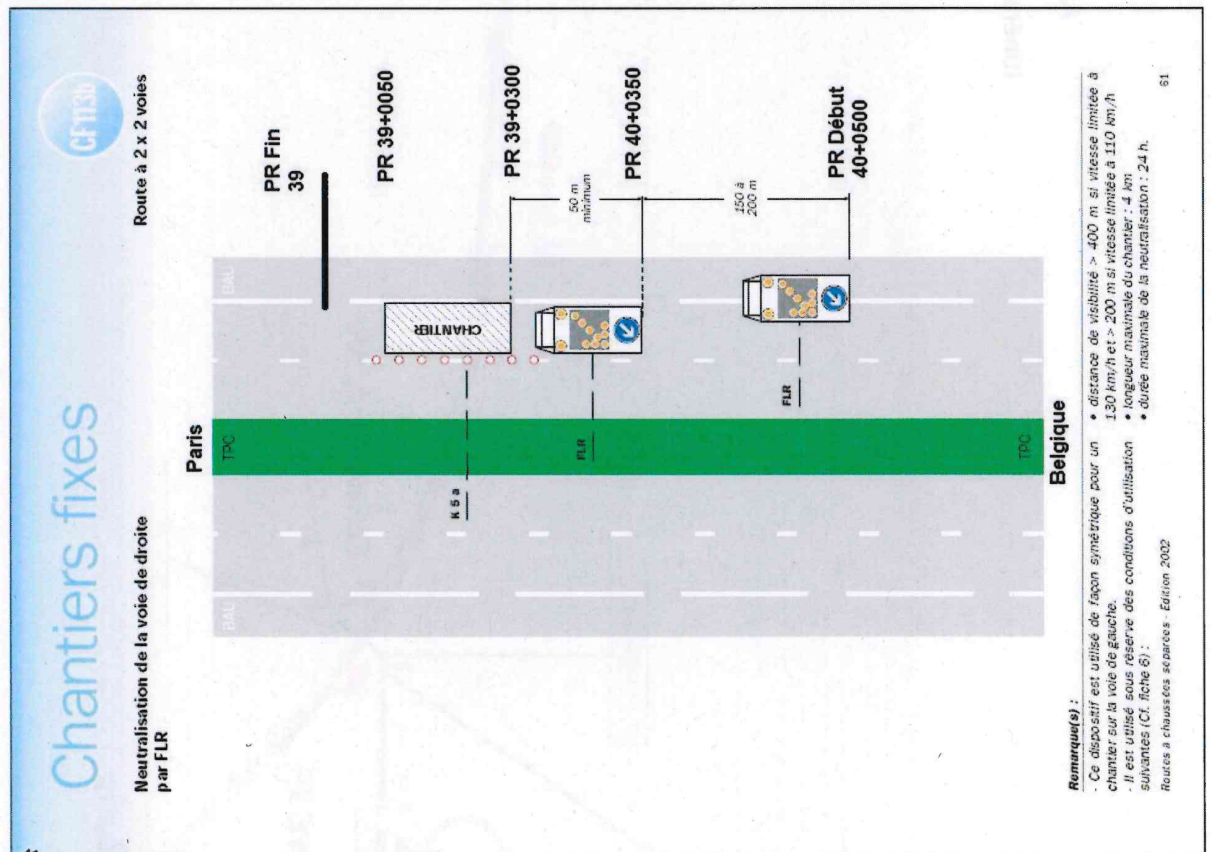 Chantiers fixes
CF113b
Neutralisation de la voie de droite
par FLR
Route à 2 x 2 voies
Paris
BAU
TPC
BAU
PR Fin
39
PR 39+0050
K 5 a
CHANTIER
PR 39+0300
50 m
minimum
FLR
PR 40+0350
150 à
200 m
FLR
PR Début
40+0500
TPC
Belgique
Remarque(s) :
- Ce dispositif est utilisé de façon symétrique pour un
chantier sur la voie de gauche.
- Il est utilisé sous réserve des conditions d'utilisation
suivantes (Cf. fiche 6) :
• distance de visibilité > 400 m si vitesse limitée à
130 km/h et > 200 m si vitesse limitée à 110 km/h
• longueur maximale du chantier : 4 km
• durée maximale de la neutralisation : 24 h.
Routes à chaussées séparées - Edition 2002
61